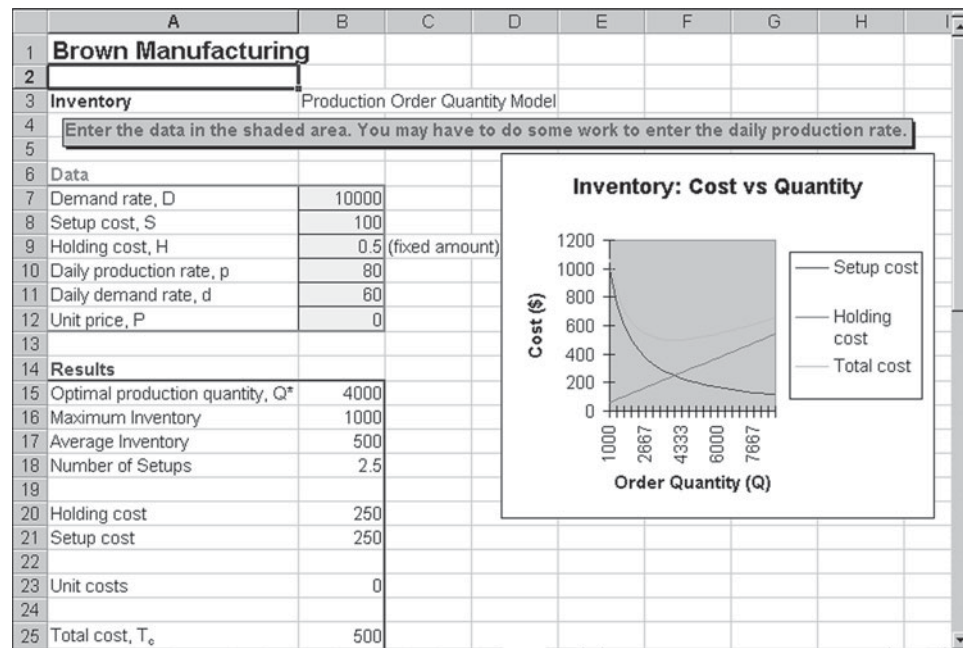 A B C D E F G H I
1 Brown Manufacturing
2
3 Inventory Production Order Quantity Model
4 Enter the data in the shaded area. You may have to do some work to enter the daily production rate.
5
6 Data
7 Demand rate, D 10000
8 Setup cost, S 100
9 Holding cost, H 0.5 (fixed amount)
10 Daily production rate, p 80
11 Daily demand rate, d 60
12 Unit price, P 0
13
14 Results
15 Optimal production quantity, Q* 4000
16 Maximum Inventory 1000
17 Average Inventory 500
18 Number of Setups 2.5
19
20 Holding cost 250
21 Setup cost 250
22
23 Unit costs 0
24
25 Total cost, Tc 500
Inventory: Cost vs Quantity
Cost ($)
1200
1000
800
600
400
200
0
1000 2667 4333 6000 7667
Order Quantity (Q)
Setup cost
Holding
cost
Total cost